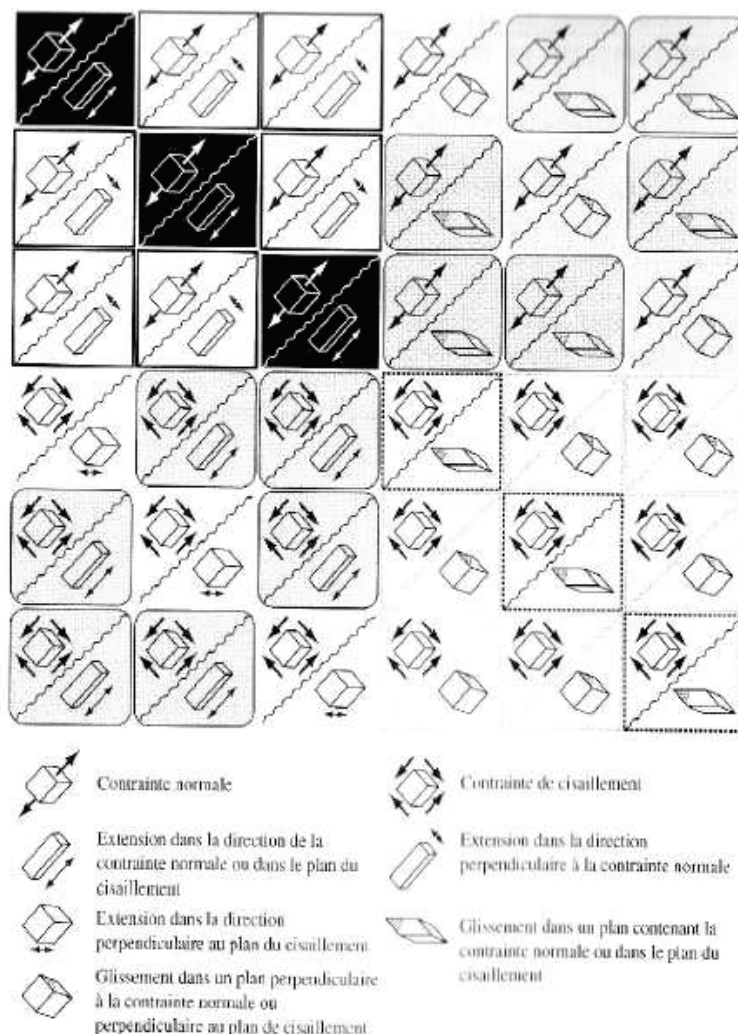 Contrainte normale
Extension dans la direction de la
contrainte normale ou dans le plan du
cisaillement
Extension dans la direction
perpendiculaire au plan du cisaillement
Glissement dans un plan perpendiculaire
à la contrainte normale ou
perpendiculaire au plan de cisaillement
Contrainte de cisaillement
Extension dans la direction
perpendiculaire à la contrainte normale
Glissement dans un plan contenant la
contrainte normale ou dans le plan du
cisaillement